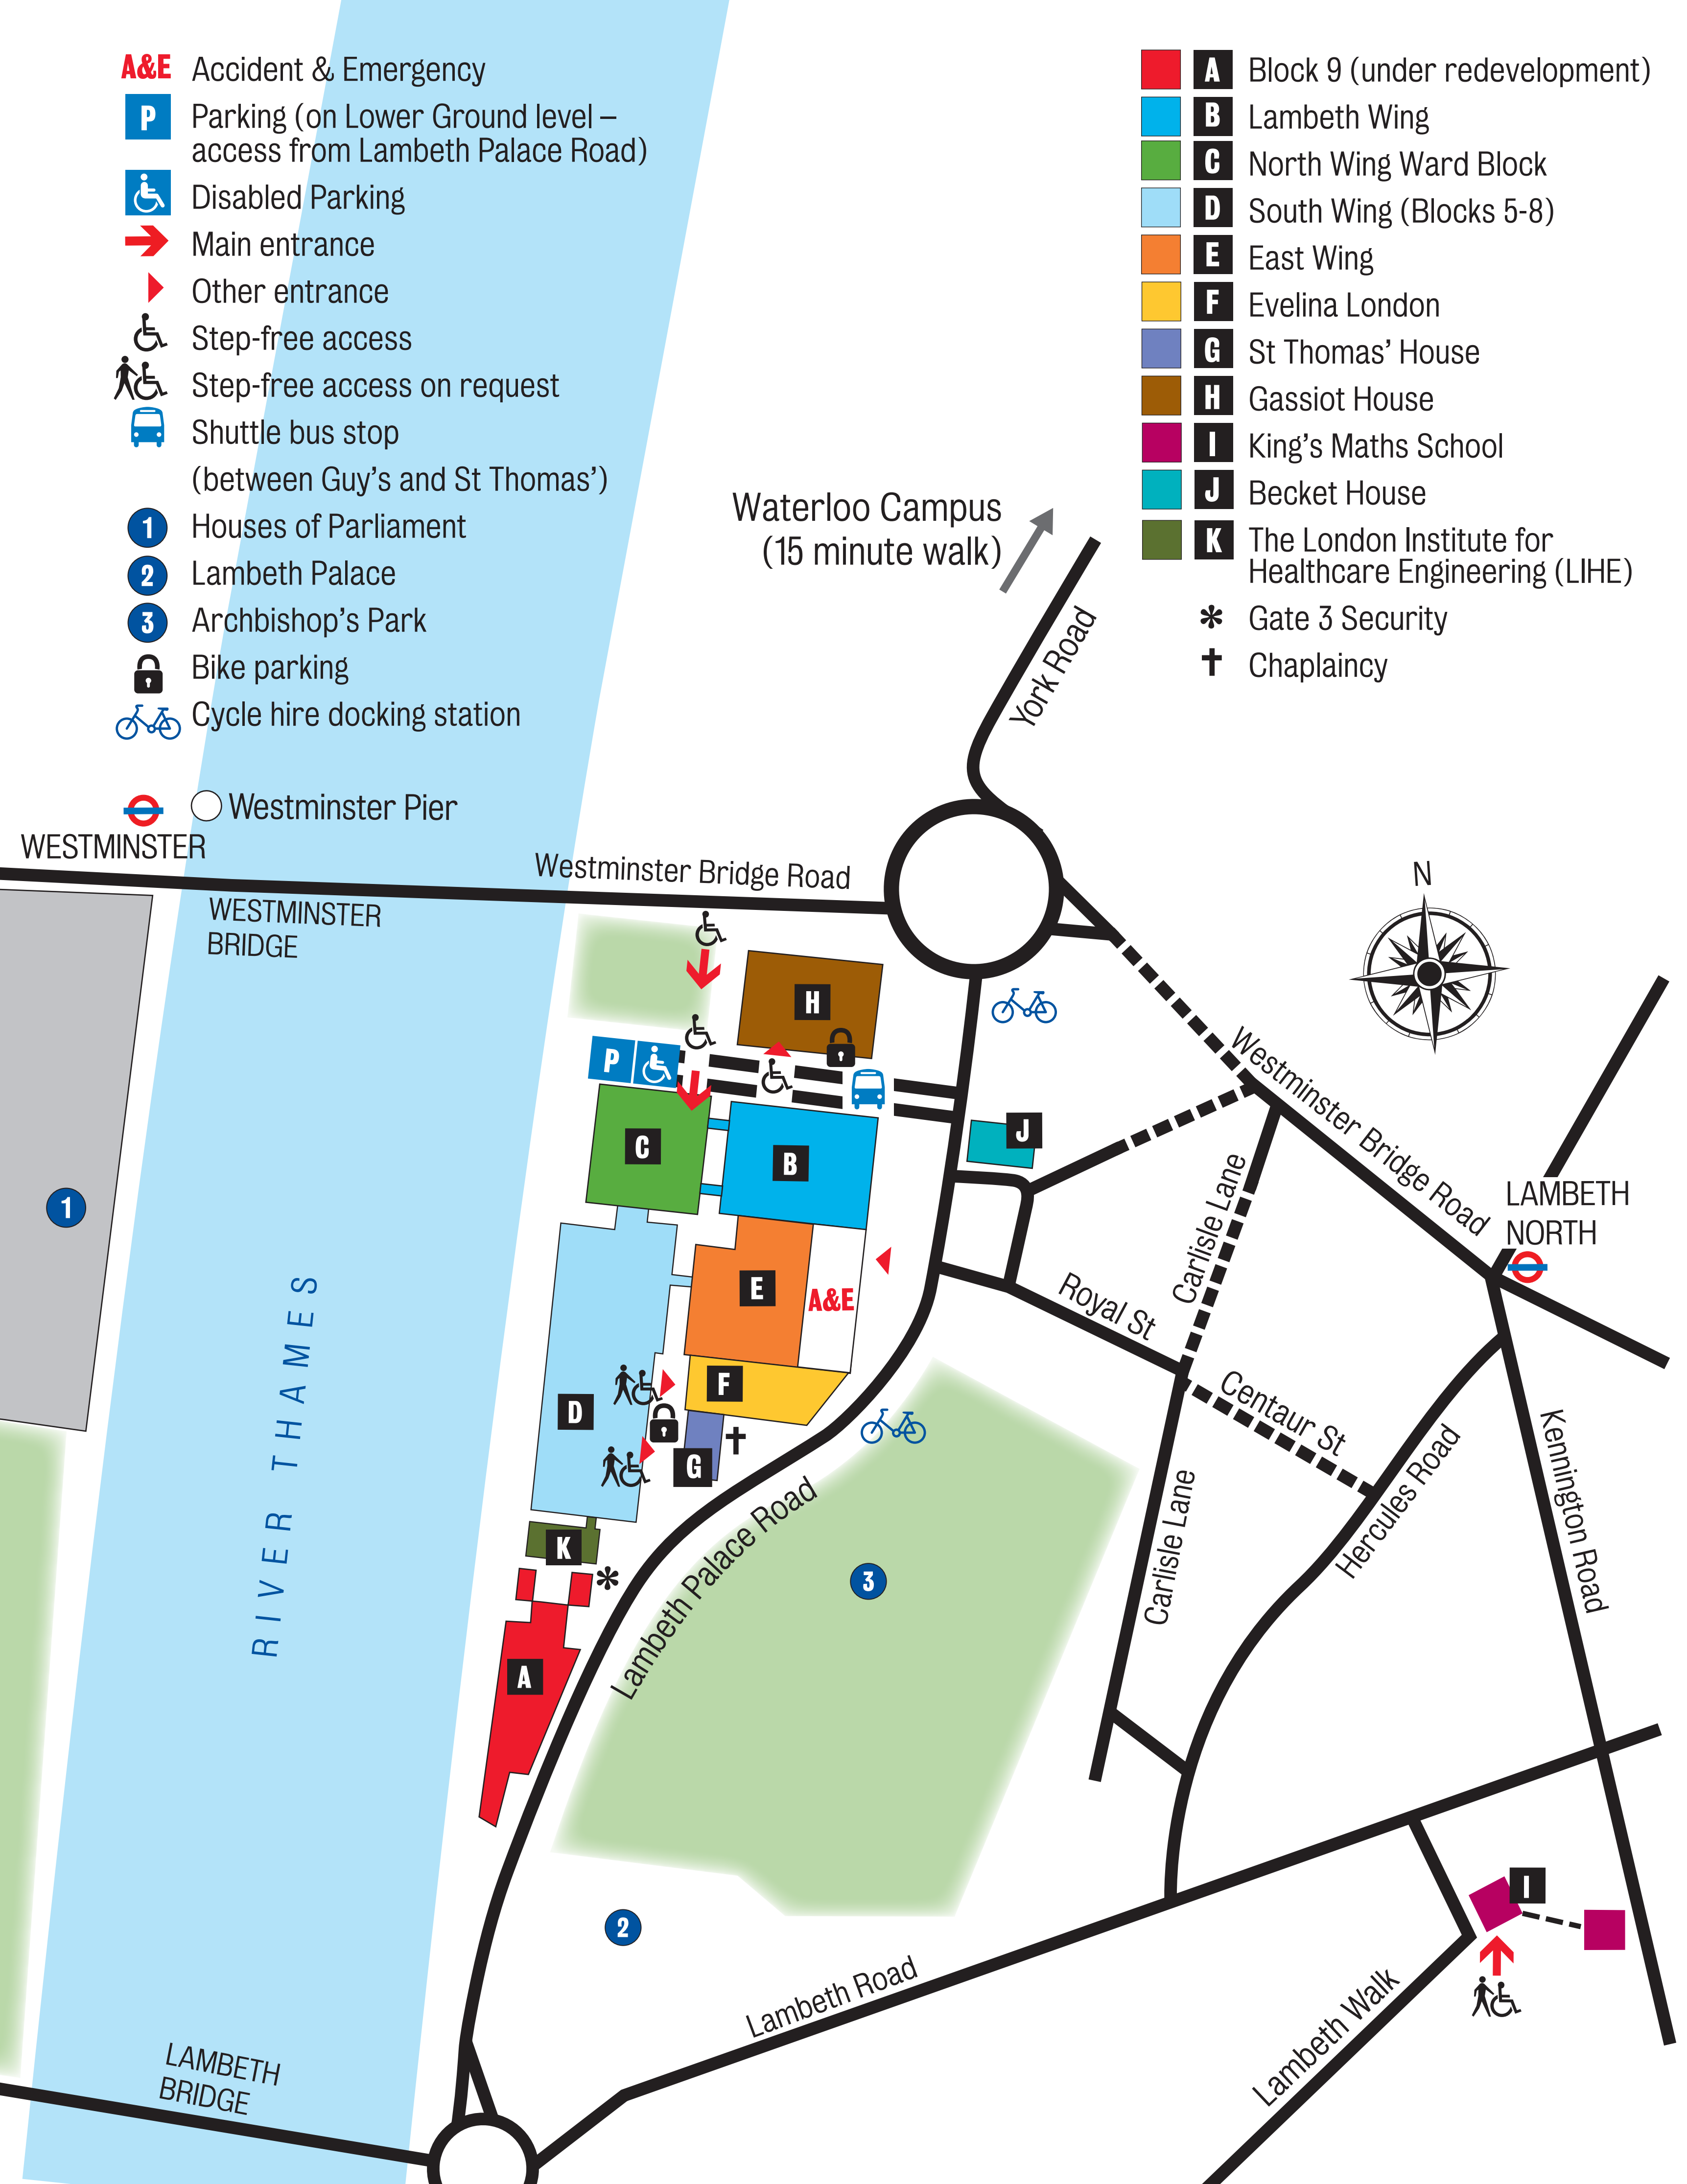 A&E Accident & Emergency
P Parking (on Lower Ground level –
access from Lambeth Palace Road)
Disabled Parking
Main entrance
Other entrance
Step-free access
Step-free access on request
Shuttle bus stop
(between Guy's and St Thomas')
1 Houses of Parliament
2 Lambeth Palace
3 Archbishop's Park
Bike parking
Cycle hire docking station
Westminster Pier
WESTMINSTER
A Block 9 (under redevelopment)
B Lambeth Wing
C North Wing Ward Block
D South Wing (Blocks 5-8)
E East Wing
F Evelina London
G St Thomas' House
H Gassiot House
I King's Maths School
J Becket House
K The London Institute for
Healthcare Engineering (LIHE)
* Gate 3 Security
✝ Chaplaincy
Waterloo Campus
(15 minute walk)
York Road
Westminster Bridge Road
WESTMINSTER
BRIDGE
N
H
P
C
B
J
Westminster Bridge Road
LAMBETH
NORTH
1
Carlisle Lane
E
A&E
Royal St
RIVER THAMES
F
D
G
✝
Centaur St
K
*
Lambeth Palace Road
3
Carlisle Lane
Hercules Road
Kennington Road
A
I
2
Lambeth Road
Lambeth Walk
LAMBETH
BRIDGE